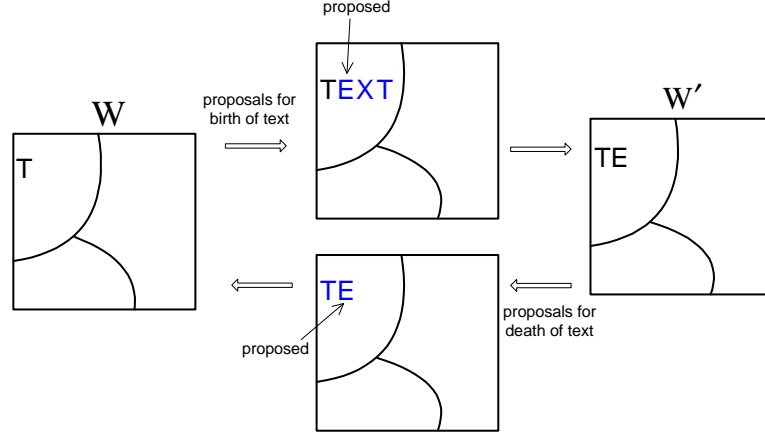 proposed
TEXT
W
proposals for
birth of text
W′
T
TE
TE
proposals for
death of text
proposed